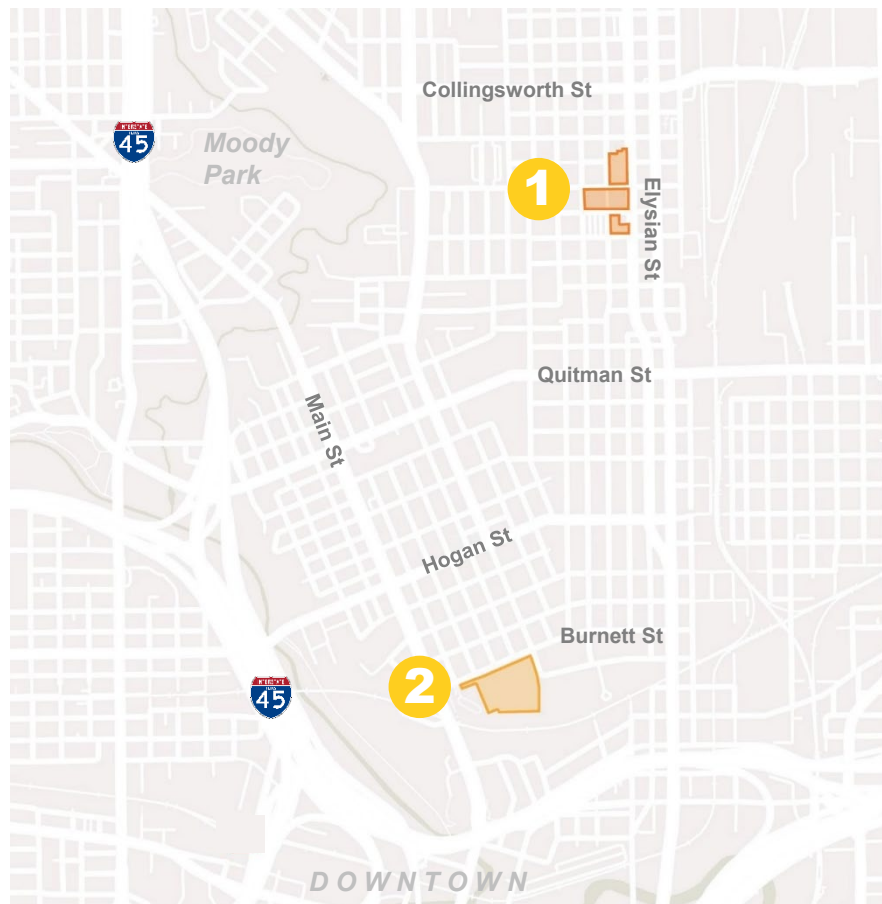 Collingsworth St
INTERSTATE
45
Moody
Park
1
Elysian St
Quitman St
Main St
Hogan St
Burnett St
2
INTERSTATE
45
DOWNTOWN